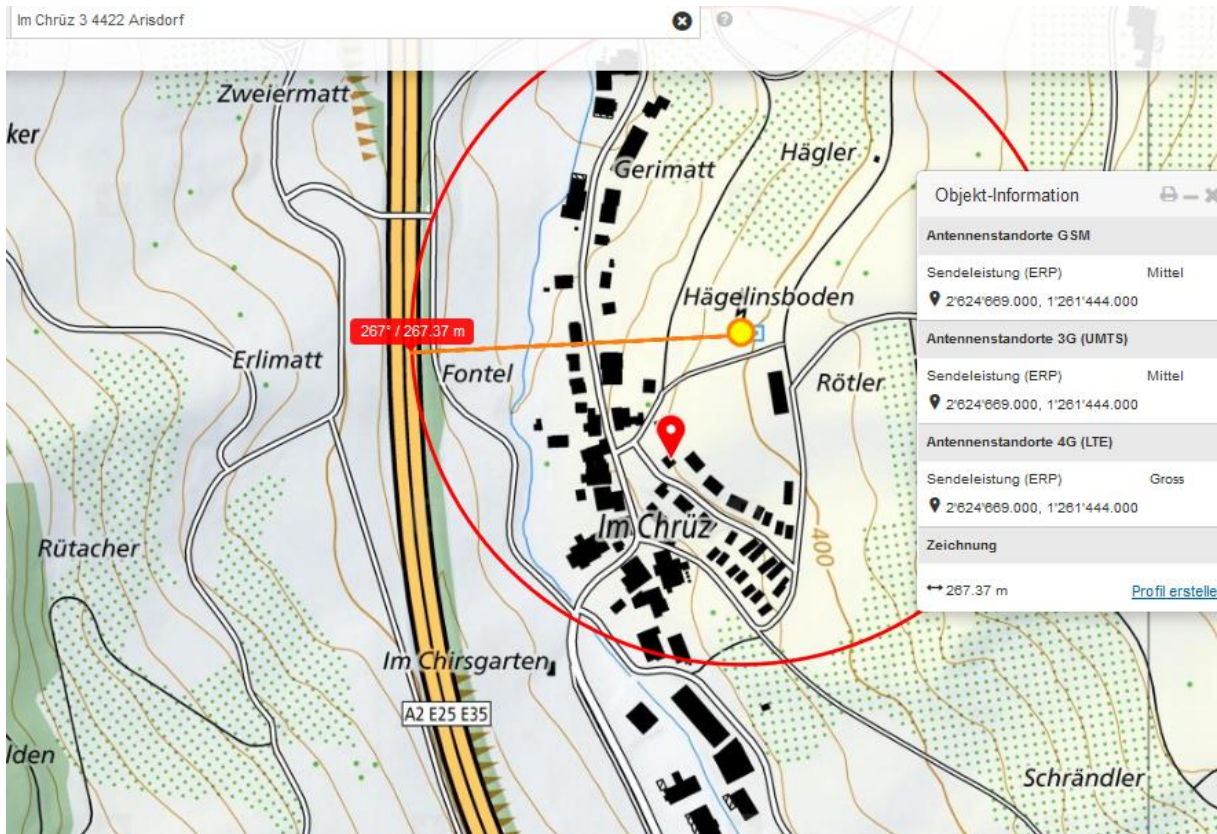 Im Chrüz 3 4422 Arisdorf
Zweiermatt
ker
Gerimatt
Hägler
Objekt-Information
Antennenstandorte GSM
Sendeleistung (ERP) Mittel
2'624'669.000, 1'261'444.000
Antennenstandorte 3G (UMTS)
Sendeleistung (ERP) Mittel
2'624'669.000, 1'261'444.000
Antennenstandorte 4G (LTE)
Sendeleistung (ERP) Gross
2'624'669.000, 1'261'444.000
Zeichnung
267.37 m Profil erstelle
Hägelinsboden
267° / 267.37 m
Erlimatt
Fontel
Rötler
Im Chrüz
400
Rütacher
Im Chirsgarten
A2 E25 E35
lden
Schrändler